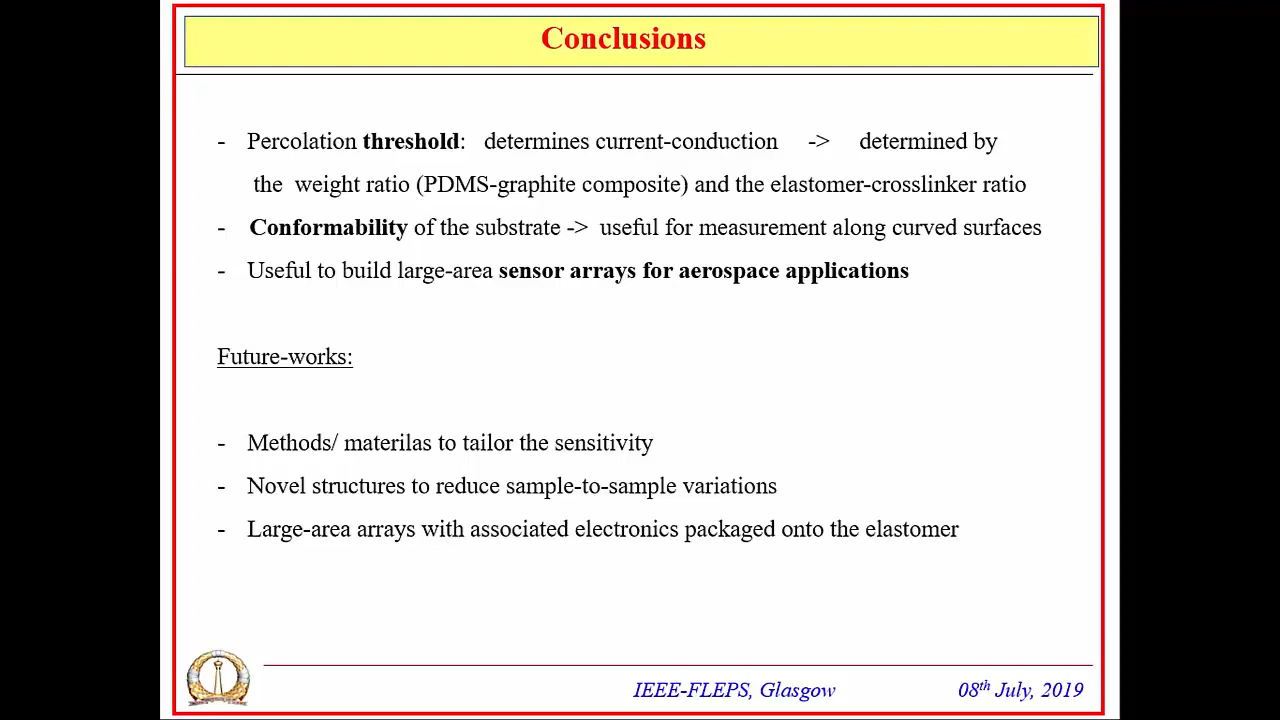 Conclusions
- Percolation threshold: determines current-conduction -> determined by
the weight ratio (PDMS-graphite composite) and the elastomer-crosslinker ratio
- Conformability of the substrate -> useful for measurement along curved surfaces
- Useful to build large-area sensor arrays for aerospace applications
Future-works:
- Methods/ materilas to tailor the sensitivity
- Novel structures to reduce sample-to-sample variations
- Large-area arrays with associated electronics packaged onto the elastomer
IEEE-FLEPS, Glasgow 08th July, 2019